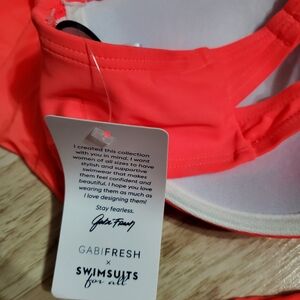 I created this collection
with you in mind. I want
women of all sizes to have
stylish and supportive
swimwear that makes
them feel confident and
beautiful. I hope you love
wearing them as much as
I love designing them!
Stay fearless,
Gabi Fresh
GABIFRESH
x
SWIMSUITS
for all